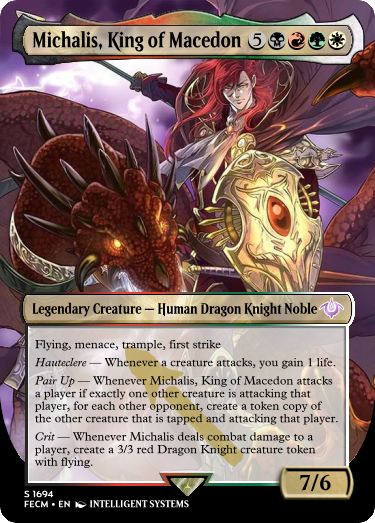 Michalis, King of Macedon 5
Legendary Creature — Human Dragon Knight Noble
Flying, menace, trample, first strike
Hauteclere — Whenever a creature attacks, you gain 1 life.
Pair Up — Whenever Michalis, King of Macedon attacks
a player if exactly one other creature is attacking that
player, for each other opponent, create a token copy of
the other creature that is tapped and attacking that player.
Crit — Whenever Michalis deals combat damage to a
player, create a 3/3 red Dragon Knight creature token
with flying.
7/6
S 1694
FECM • EN INTELLIGENT SYSTEMS